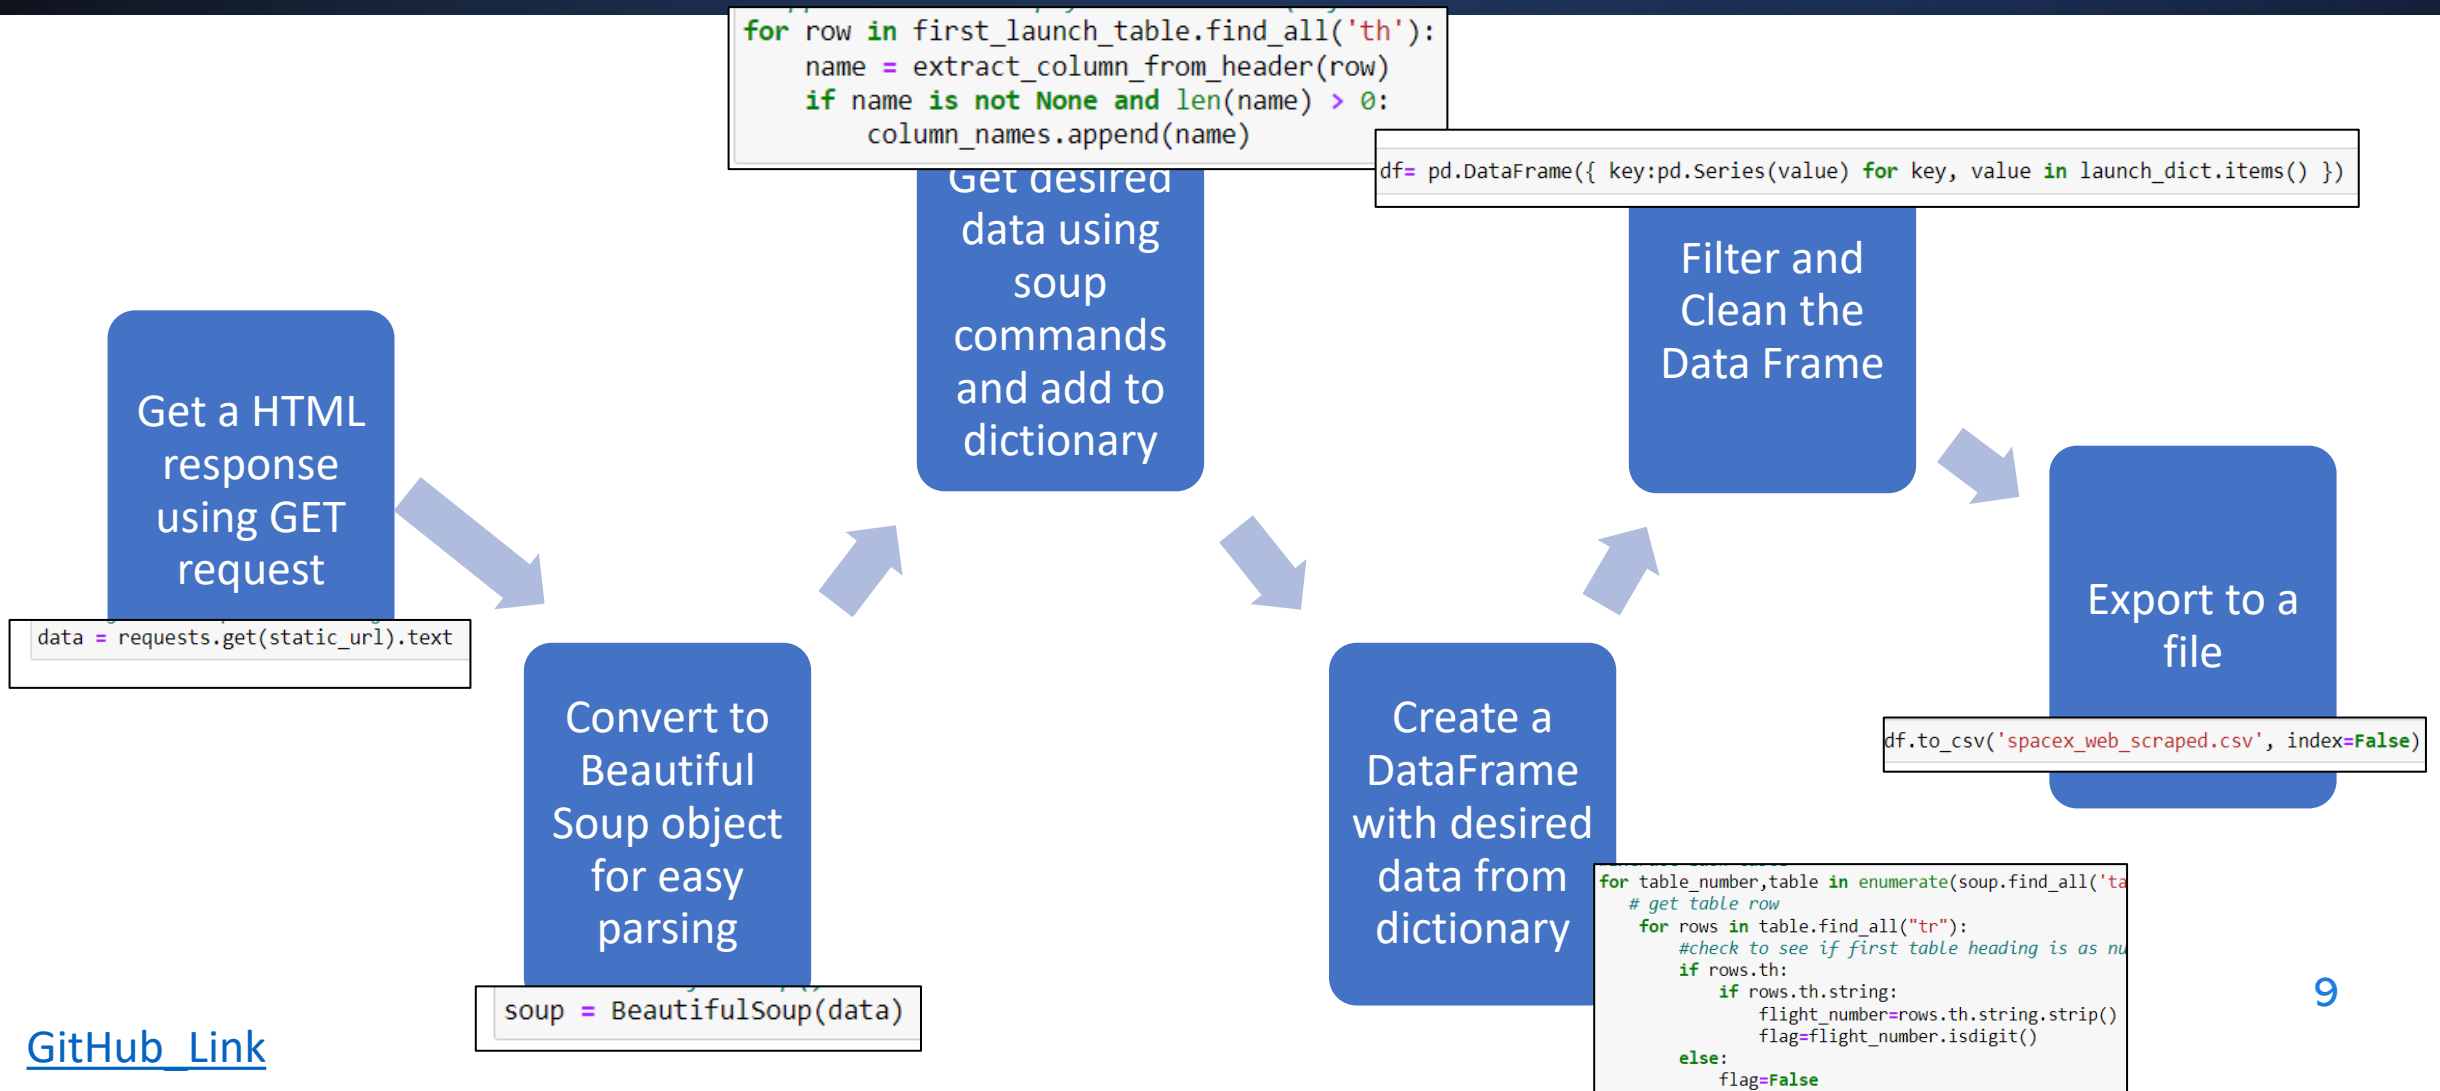 for row in first_launch_table.find_all('th'):
name = extract_column_from_header(row)
if name is not None and len(name) > 0:
column_names.append(name)
df= pd.DataFrame({ key:pd.Series(value) for key, value in launch_dict.items() })
Get a HTML
response
using GET
request
data = requests.get(static_url).text
Convert to
Beautiful
Soup object
for easy
parsing
soup = BeautifulSoup(data)
Get desired
data using
soup
commands
and add to
dictionary
Create a
DataFrame
with desired
data from
dictionary
for table_number,table in enumerate(soup.find_all('ta
# get table row
for rows in table.find_all("tr"):
#check to see if first table heading is as nu
if rows.th:
if rows.th.string:
flight_number=rows.th.string.strip()
flag=flight_number.isdigit()
else:
flag=False
Filter and
Clean the
Data Frame
Export to a
file
df.to_csv('spacex_web_scraped.csv', index=False)
GitHub_Link
9